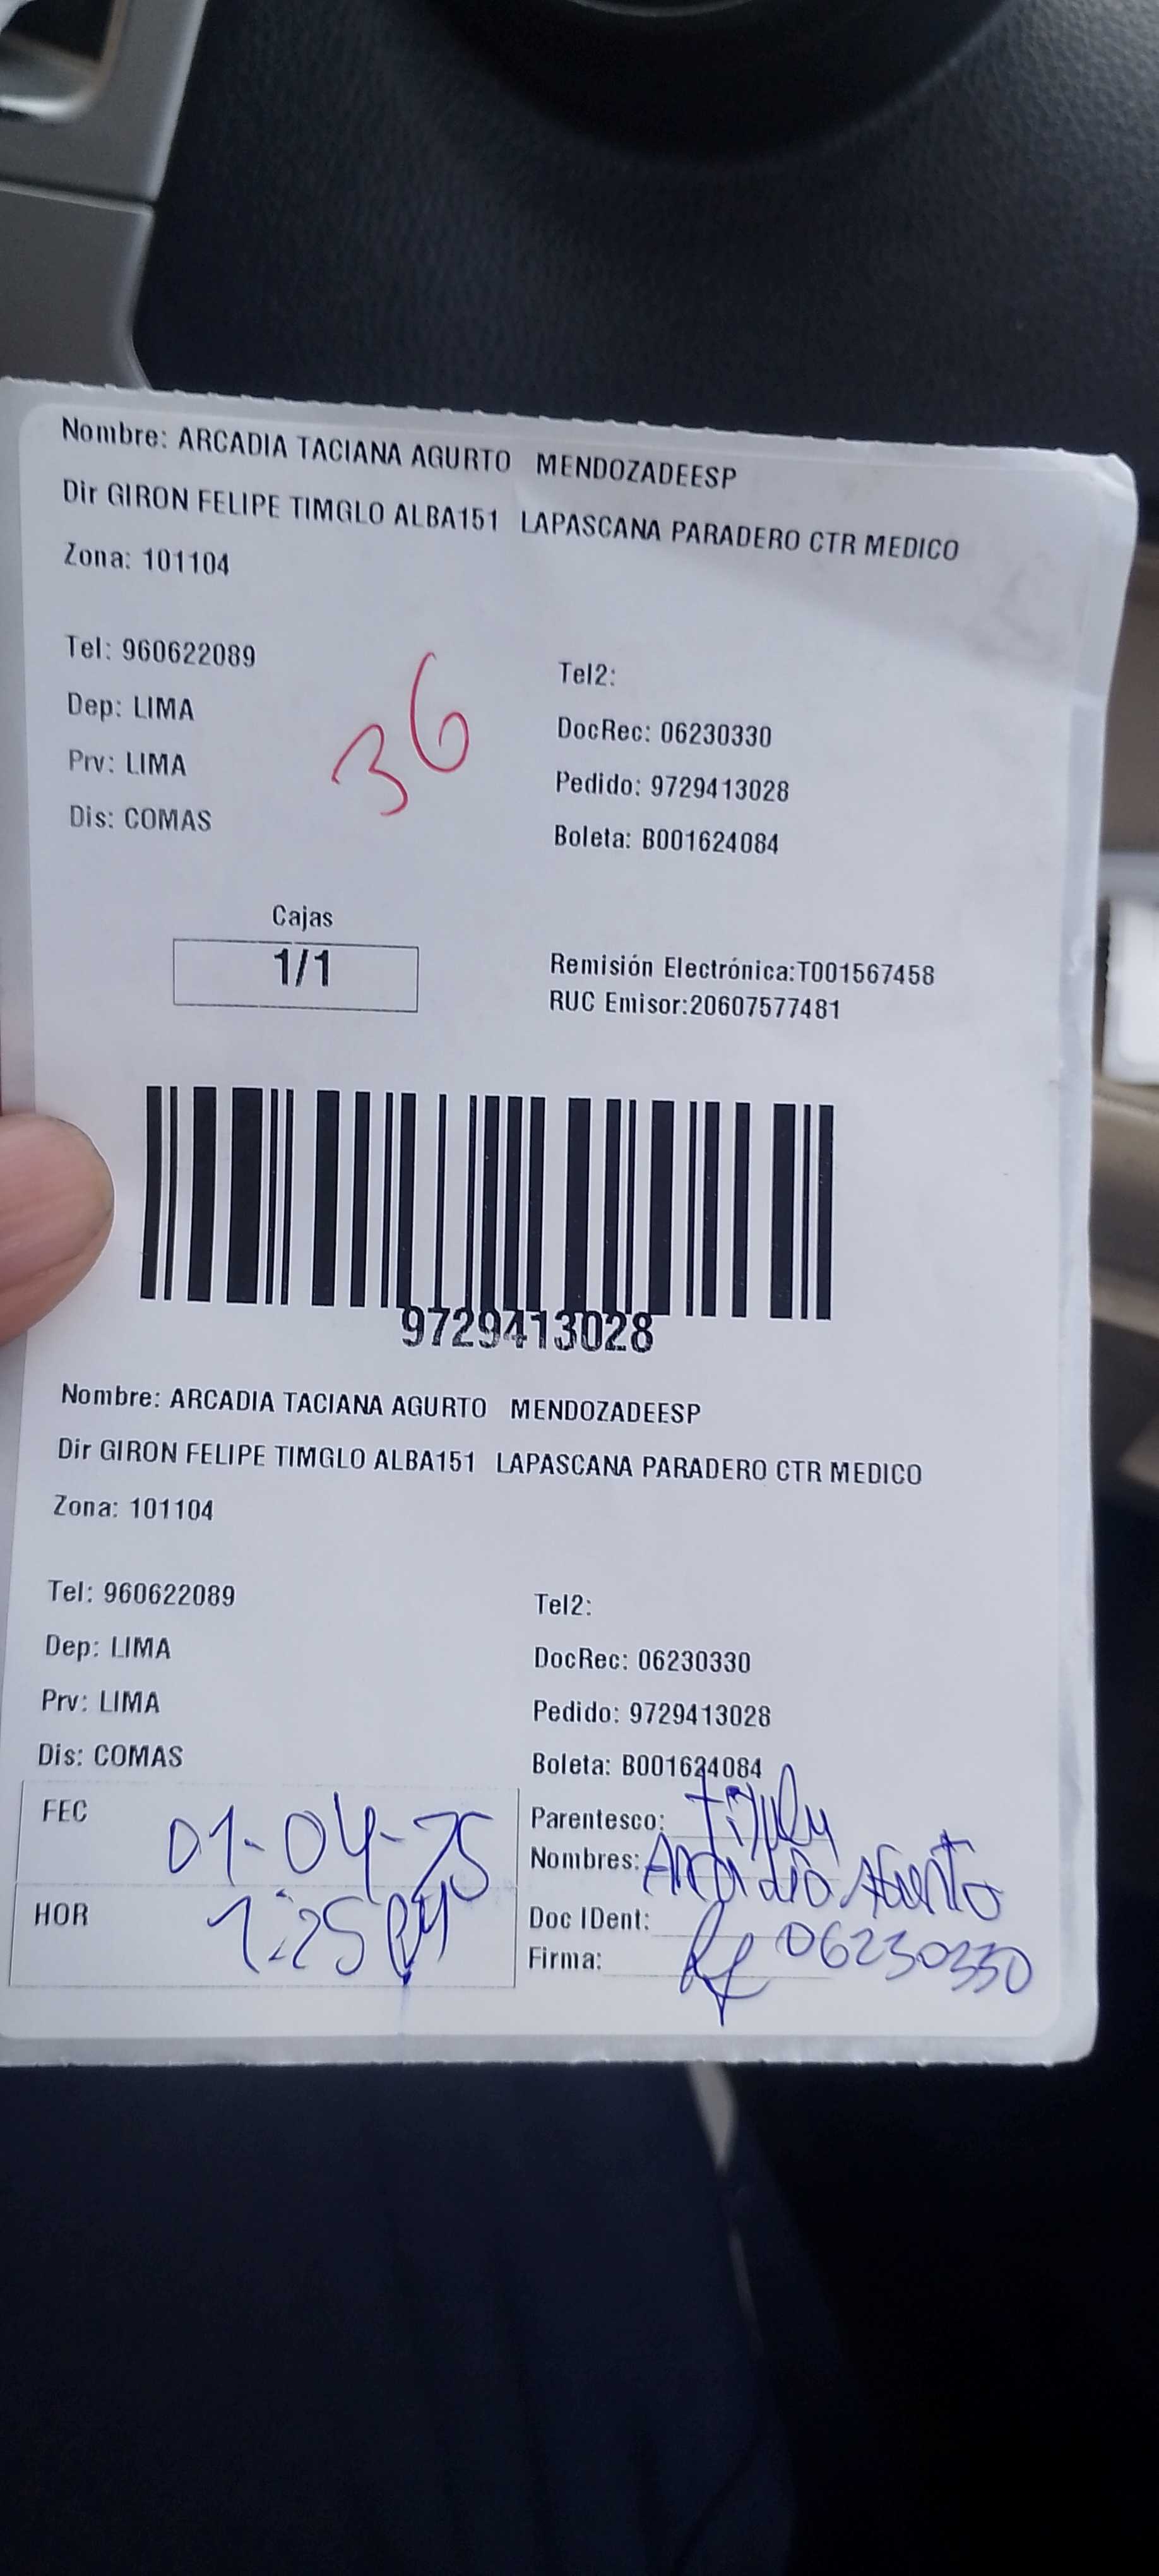 Nombre: ARCADIA TACIANA AGURTO MENDOZADEESP
Dir GIRON FELIPE TIMGLO ALBA151 LAPASCANA PARADERO CTR MEDICO
Zona: 101104
Tel: 960622089
Tel2:
Dep: LIMA
DocRec: 06230330
Prv: LIMA
Pedido: 9729413028
Dis: COMAS
Boleta: B001624084
36
Cajas
1/1
Remisión Electrónica:T001567458
RUC Emisor:20607577481
9729413028
Nombre: ARCADIA TACIANA AGURTO MENDOZADEESP
Dir GIRON FELIPE TIMGLO ALBA151 LAPASCANA PARADERO CTR MEDICO
Zona: 101104
Tel: 960622089
Tel2:
Dep: LIMA
DocRec: 06230330
Prv: LIMA
Pedido: 9729413028
Dis: COMAS
Boleta: B001624084
FEC 01-04-25
Parentesco:
Nombres:
HOR 1:25 PM
Doc IDent: 06230330
Firma: